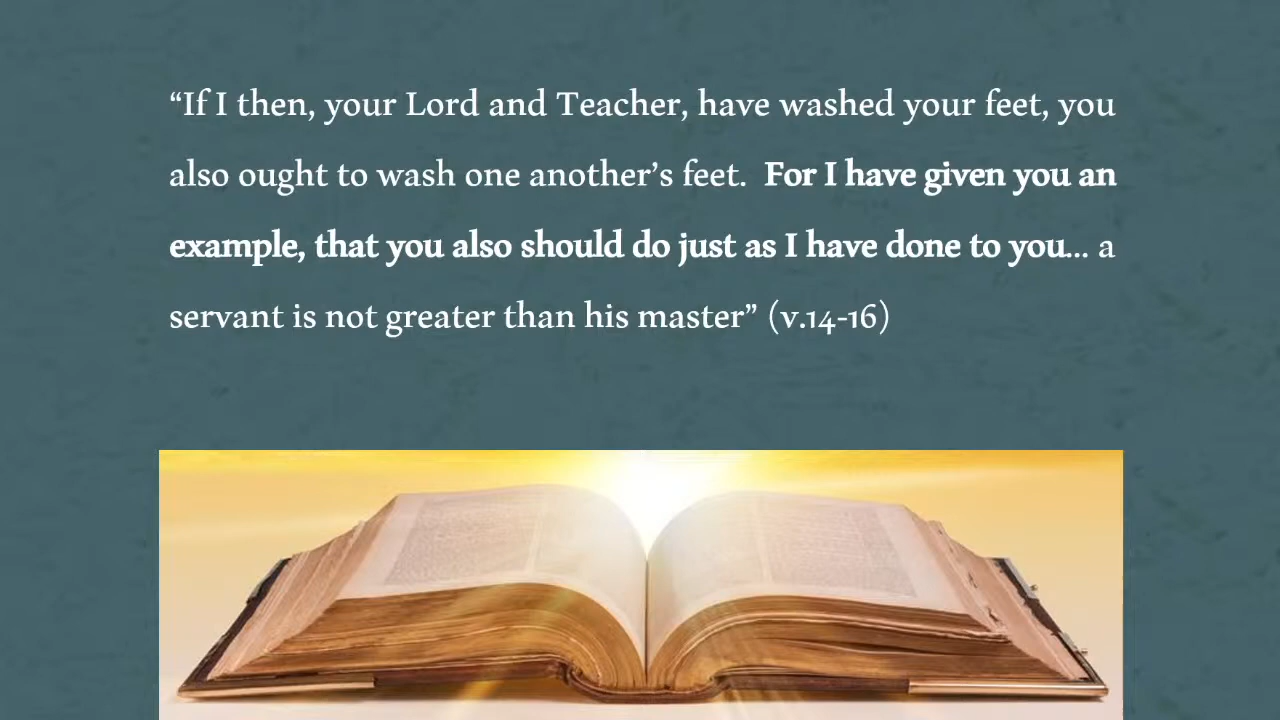 “If I then, your Lord and Teacher, have washed your feet, you
also ought to wash one another’s feet.  For I have given you an
example, that you also should do just as I have done to you... a
servant is not greater than his master” (v.14-16)